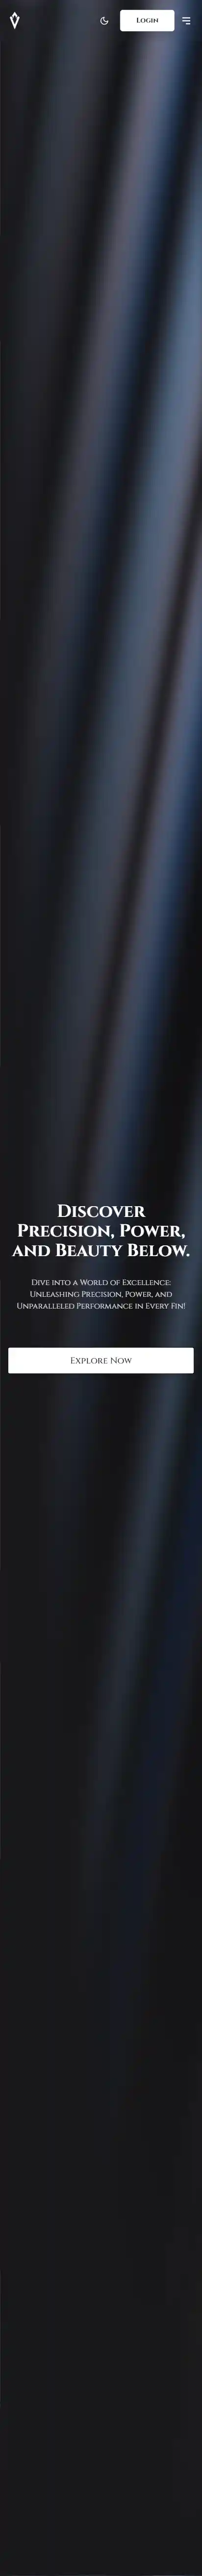 Login
Discover
Precision, Power,
and Beauty Below.
Dive into a World of Excellence:
Unleashing Precision, Power, and
Unparalleled Performance in Every Fin!
Explore Now